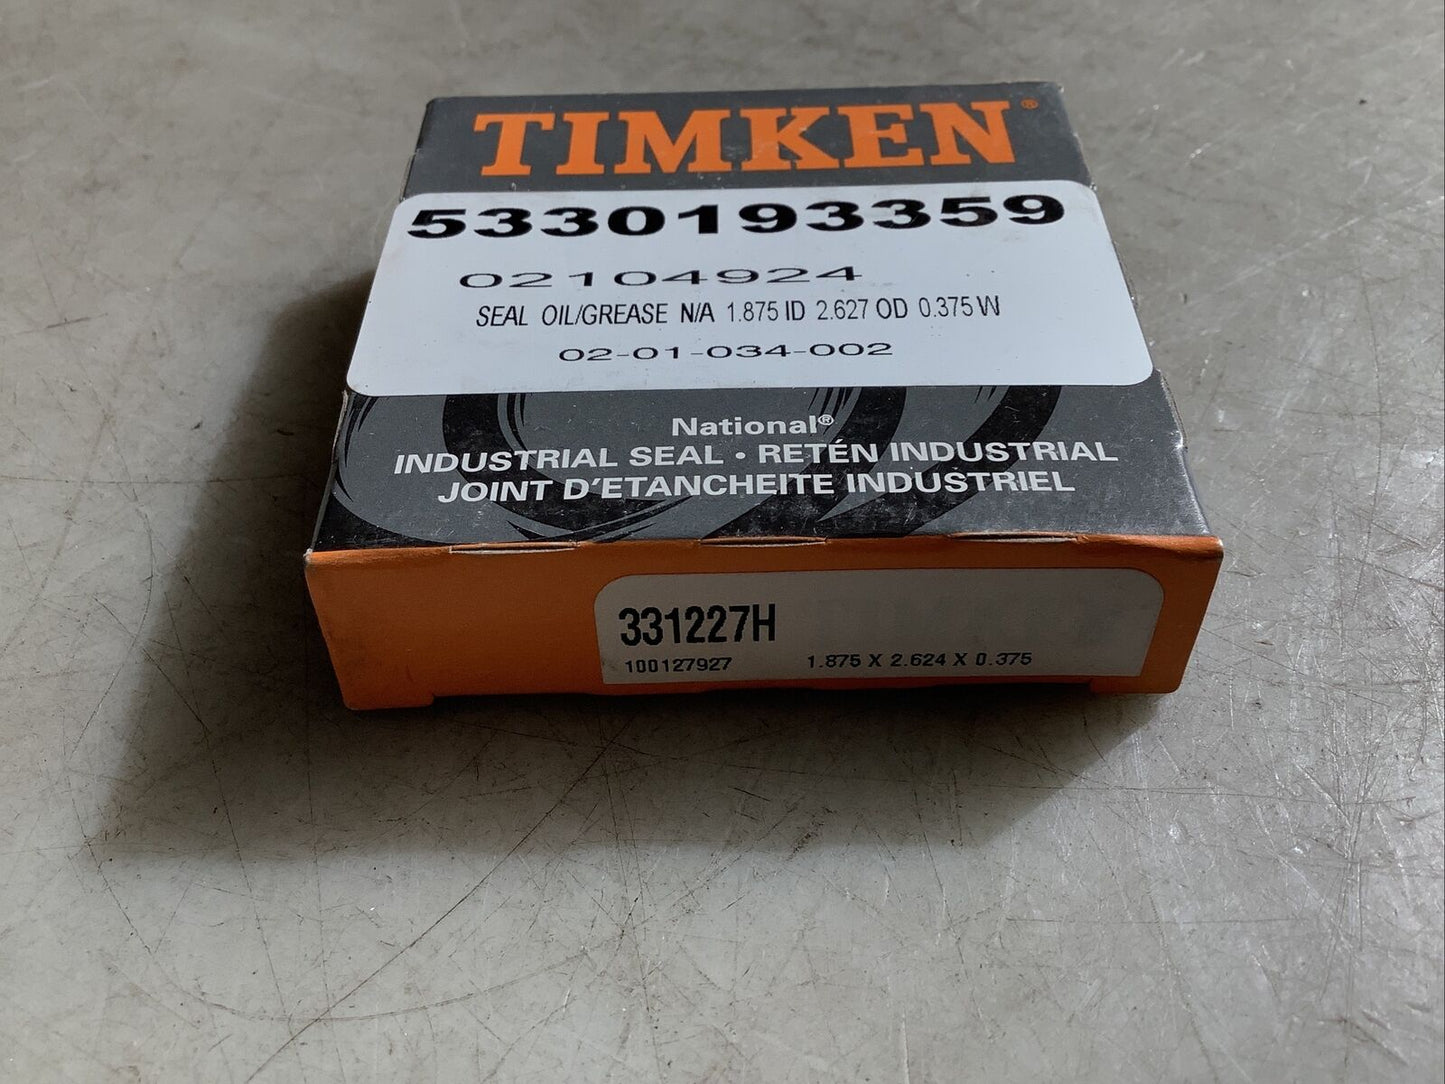 TIMKEN®
5330193359
02104924
SEAL OIL/GREASE N/A 1.875 ID 2.627 OD 0.375 W
02-01-034-002
National®
INDUSTRIAL SEAL • RETÉN INDUSTRIAL
JOINT D'ETANCHEITE INDUSTRIEL
331227H
100127927 1.875 X 2.624 X 0.375